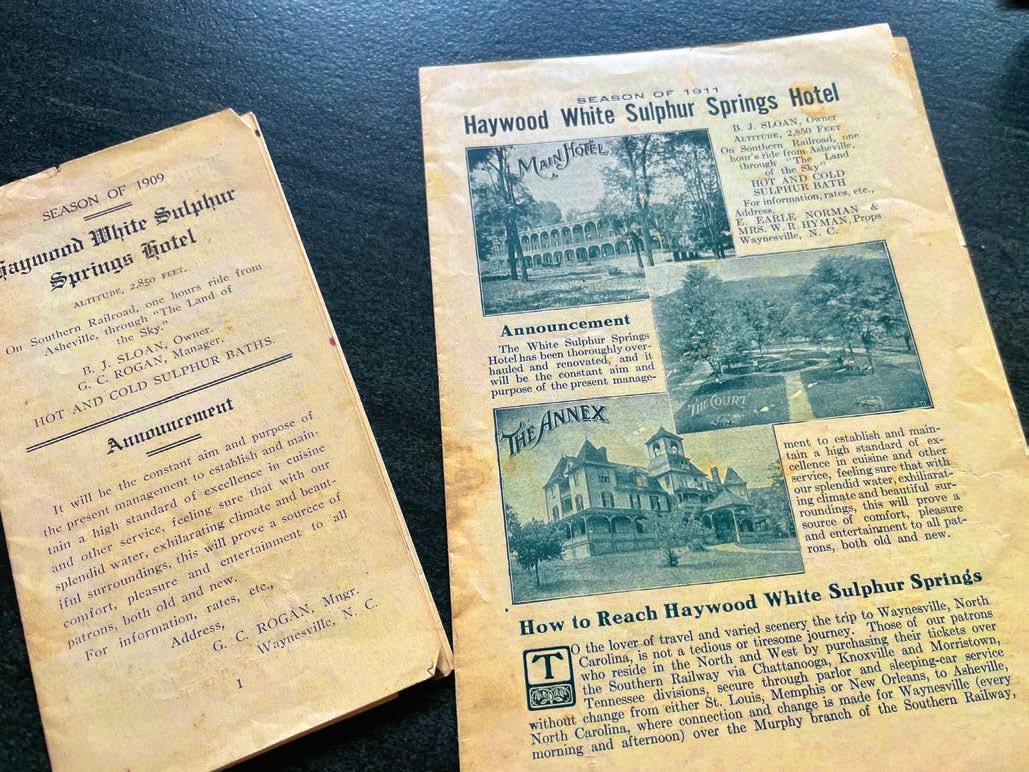 SEASON OF 1909
Haywood White Sulphur
Springs Hotel
ALTITUDE, 2,850 FEET.
On Southern Railroad, one hours ride from
Asheville, through "The Land of
the Sky."
B. J. SLOAN, Owner.
G. C. ROGAN, Manager.
HOT AND COLD SULPHUR BATHS.
Announcement
It will be the constant aim and purpose of
the present management to establish and main-
tain a high standard of excellence in cuisine
and other service, feeling sure that with our
splendid water, exhilarating climate and beaut-
iful surroundings, this will prove a sourece of
comfort, pleasure and entertainment to all
patrons, both old and new.
For information, rates, etc.,
Address,
G. C. ROGAN, Mngr.
Waynesville, N. C.
1
SEASON OF 1911
Haywood White Sulphur Springs Hotel
MAIN HOTEL
B. J. SLOAN, Owner
ALTITUDE, 2,850 FEET
On Southern Railroad, one
hour's ride from Asheville,
through "The Land
of the Sky"
HOT AND COLD
SULPHUR BATH
For information, rates, etc.,
Address
E. EARLE NORMAN &
MRS. W. R. HYMAN, Props
Waynesville, N. C.
Announcement
The White Sulphur Springs
Hotel has been thoroughly over-
hauled and renovated, and it
will be the constant aim and
purpose of the present manage-
THE COURT
THE ANNEX
ment to establish and main-
tain a high standard of ex-
cellence in cuisine and other
service, feeling sure that with
our splendid water, exhilarat-
ing climate and beautiful sur-
roundings, this will prove a
source of comfort, pleasure
and entertainment to all pat-
rons, both old and new.
How to Reach Haywood White Sulphur Springs
TO the lover of travel and varied scenery the trip to Waynesville, North
Carolina, is not a tedious or tiresome journey. Those of our patrons
who reside in the North and West by purchasing their tickets over
the Southern Railway via Chattanooga, Knoxville and Morristown,
Tennessee divisions, secure through parlor and sleeping-car service
without change from either St. Louis, Memphis or New Orleans, to Asheville,
North Carolina, where connection and change is made for Waynesville (every
morning and afternoon) over the Murphy branch of the Southern Railway,